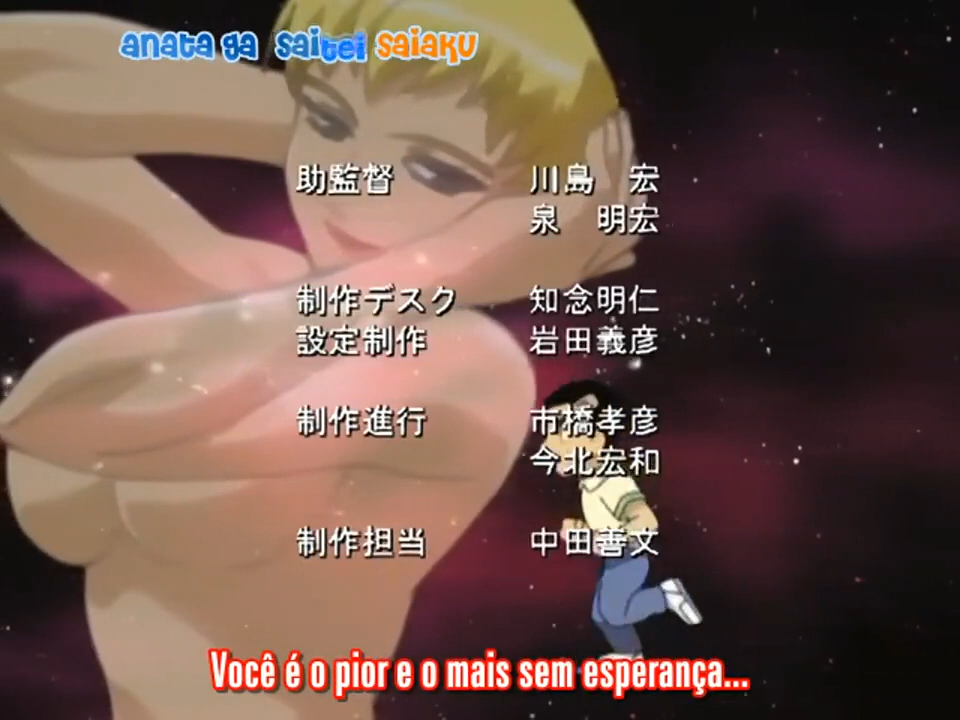 anata ga saitei saiaku
助監督 川島 宏
泉 明宏
制作デスク 知念明仁
設定制作 岩田義彦
制作進行 市橋孝彦
今北宏和
制作担当 中田善文
Você é o pior e o mais sem esperança...